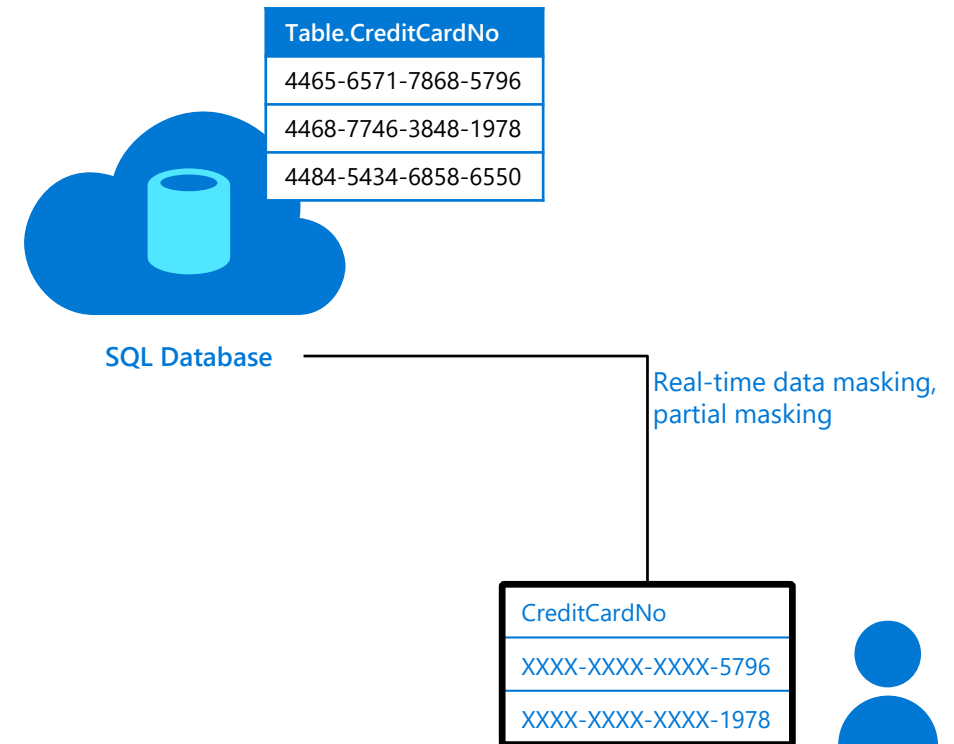 Table.CreditCardNo
4465-6571-7868-5796
4468-7746-3848-1978
4484-5434-6858-6550
SQL Database
Real-time data masking,
partial masking
CreditCardNo
XXXX-XXXX-XXXX-5796
XXXX-XXXX-XXXX-1978